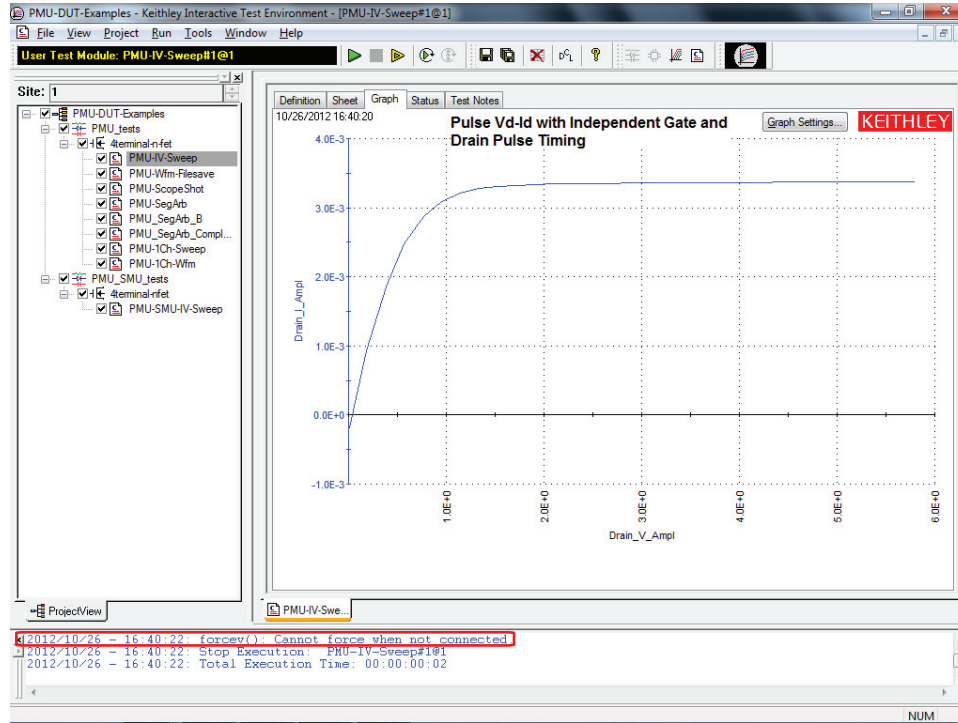 PMU-DUT-Examples - Keithley Interactive Test Environment - [PMU-IV-Sweep#1@1]
File View Project Run Tools Window Help
User Test Module: PMU-IV-Sweep#1@1
Site: 1
PMU-DUT-Examples
PMU_tests
4terminal-n-fet
PMU-IV-Sweep
PMU-Wfm-Filesave
PMU-ScopeShot
PMU-SegArb
PMU_SegArb_B
PMU_SegArb_Compl...
PMU-1Ch-Sweep
PMU-1Ch-Wfm
PMU_SMU_tests
4terminal-nfet
PMU-SMU-IV-Sweep
ProjectView
Definition Sheet Graph Status Test Notes
10/26/2012 16:40:20
Pulse Vd-Id with Independent Gate and
Drain Pulse Timing
Graph Settings...
KEITHLEY
4.0E-3
3.0E-3
2.0E-3
1.0E-3
0.0E+0
-1.0E-3
Drain_I_Ampl
1.0E+0
2.0E+0
3.0E+0
4.0E+0
5.0E+0
6.0E+0
Drain_V_Ampl
PMU-IV-Swe...
2012/10/26 - 16:40:22: forcev(): Cannot force when not connected
2012/10/26 - 16:40:22: Stop Execution: PMU-IV-Sweep#1@1
2012/10/26 - 16:40:22: Total Execution Time: 00:00:00:02
NUM